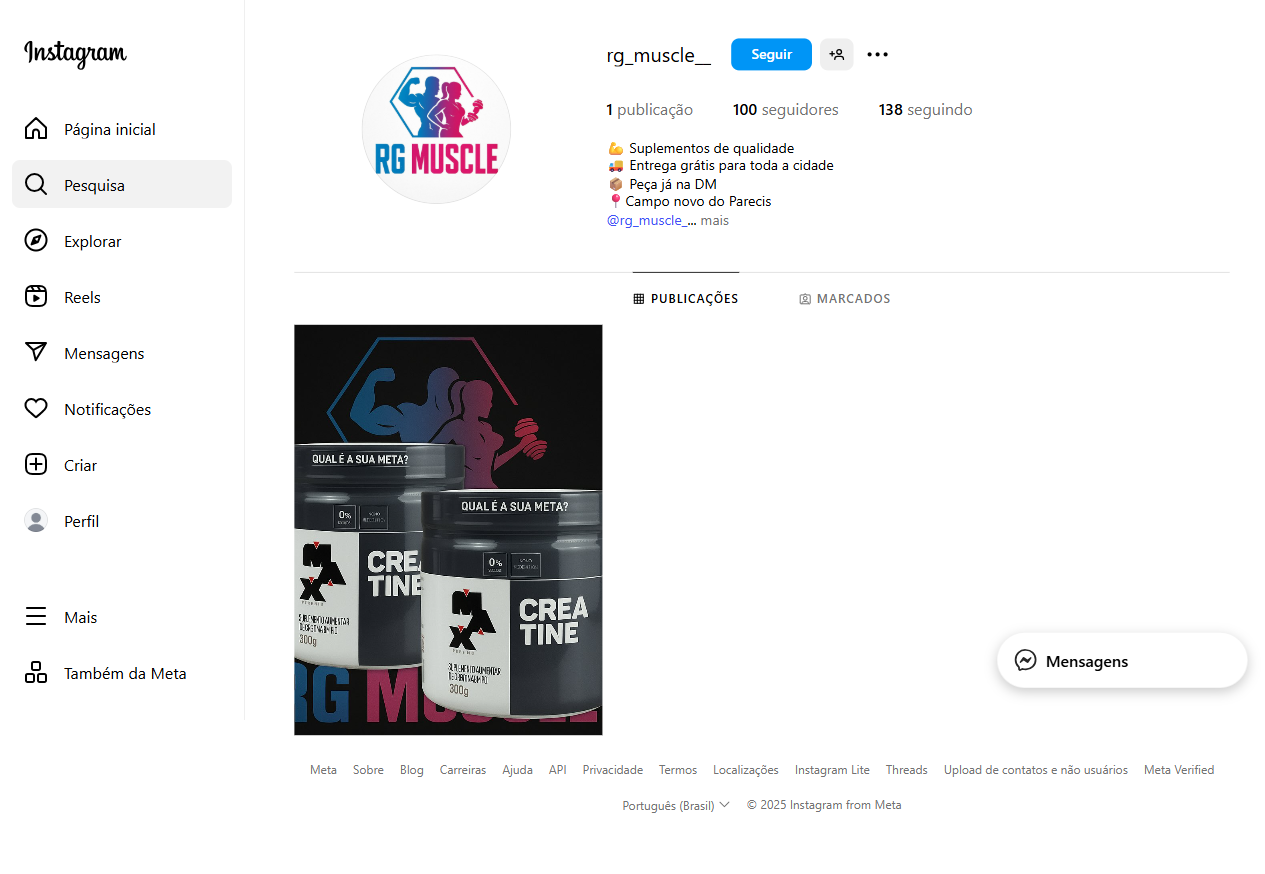 Instagram
Página inicial
Pesquisa
Explorar
Reels
Mensagens
Notificações
Criar
Perfil
Mais
Também da Meta
RG MUSCLE
rg_muscle__
Seguir
1 publicação 100 seguidores 138 seguindo
💪 Suplementos de qualidade
🚚 Entrega grátis para toda a cidade
📦 Peça já na DM
📍Campo novo do Parecis
@rg_muscle_... mais
PUBLICAÇÕES MARCADOS
QUAL É A SUA META?
0%
MAX
CREATINE
300g
QUAL É A SUA META?
0%
MAX
CREA
TINE
SUPLEMENTO ALIMENTAR
300g
RG MUSCLE
Mensagens
Meta Sobre Blog Carreiras Ajuda API Privacidade Termos Localizações Instagram Lite Threads Upload de contatos e não usuários Meta Verified
Português (Brasil) © 2025 Instagram from Meta